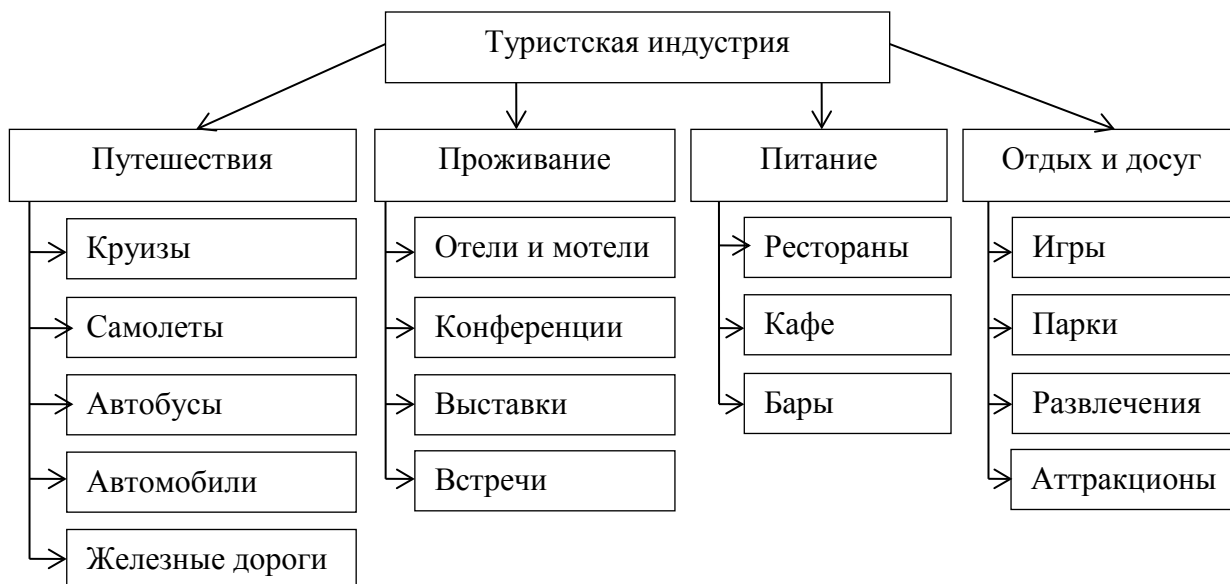 Туристская индустрия
Путешествия
Круизы
Самолеты
Автобусы
Автомобили
Железные дороги
Проживание
Отели и мотели
Конференции
Выставки
Встречи
Питание
Рестораны
Кафе
Бары
Отдых и досуг
Игры
Парки
Развлечения
Аттракционы